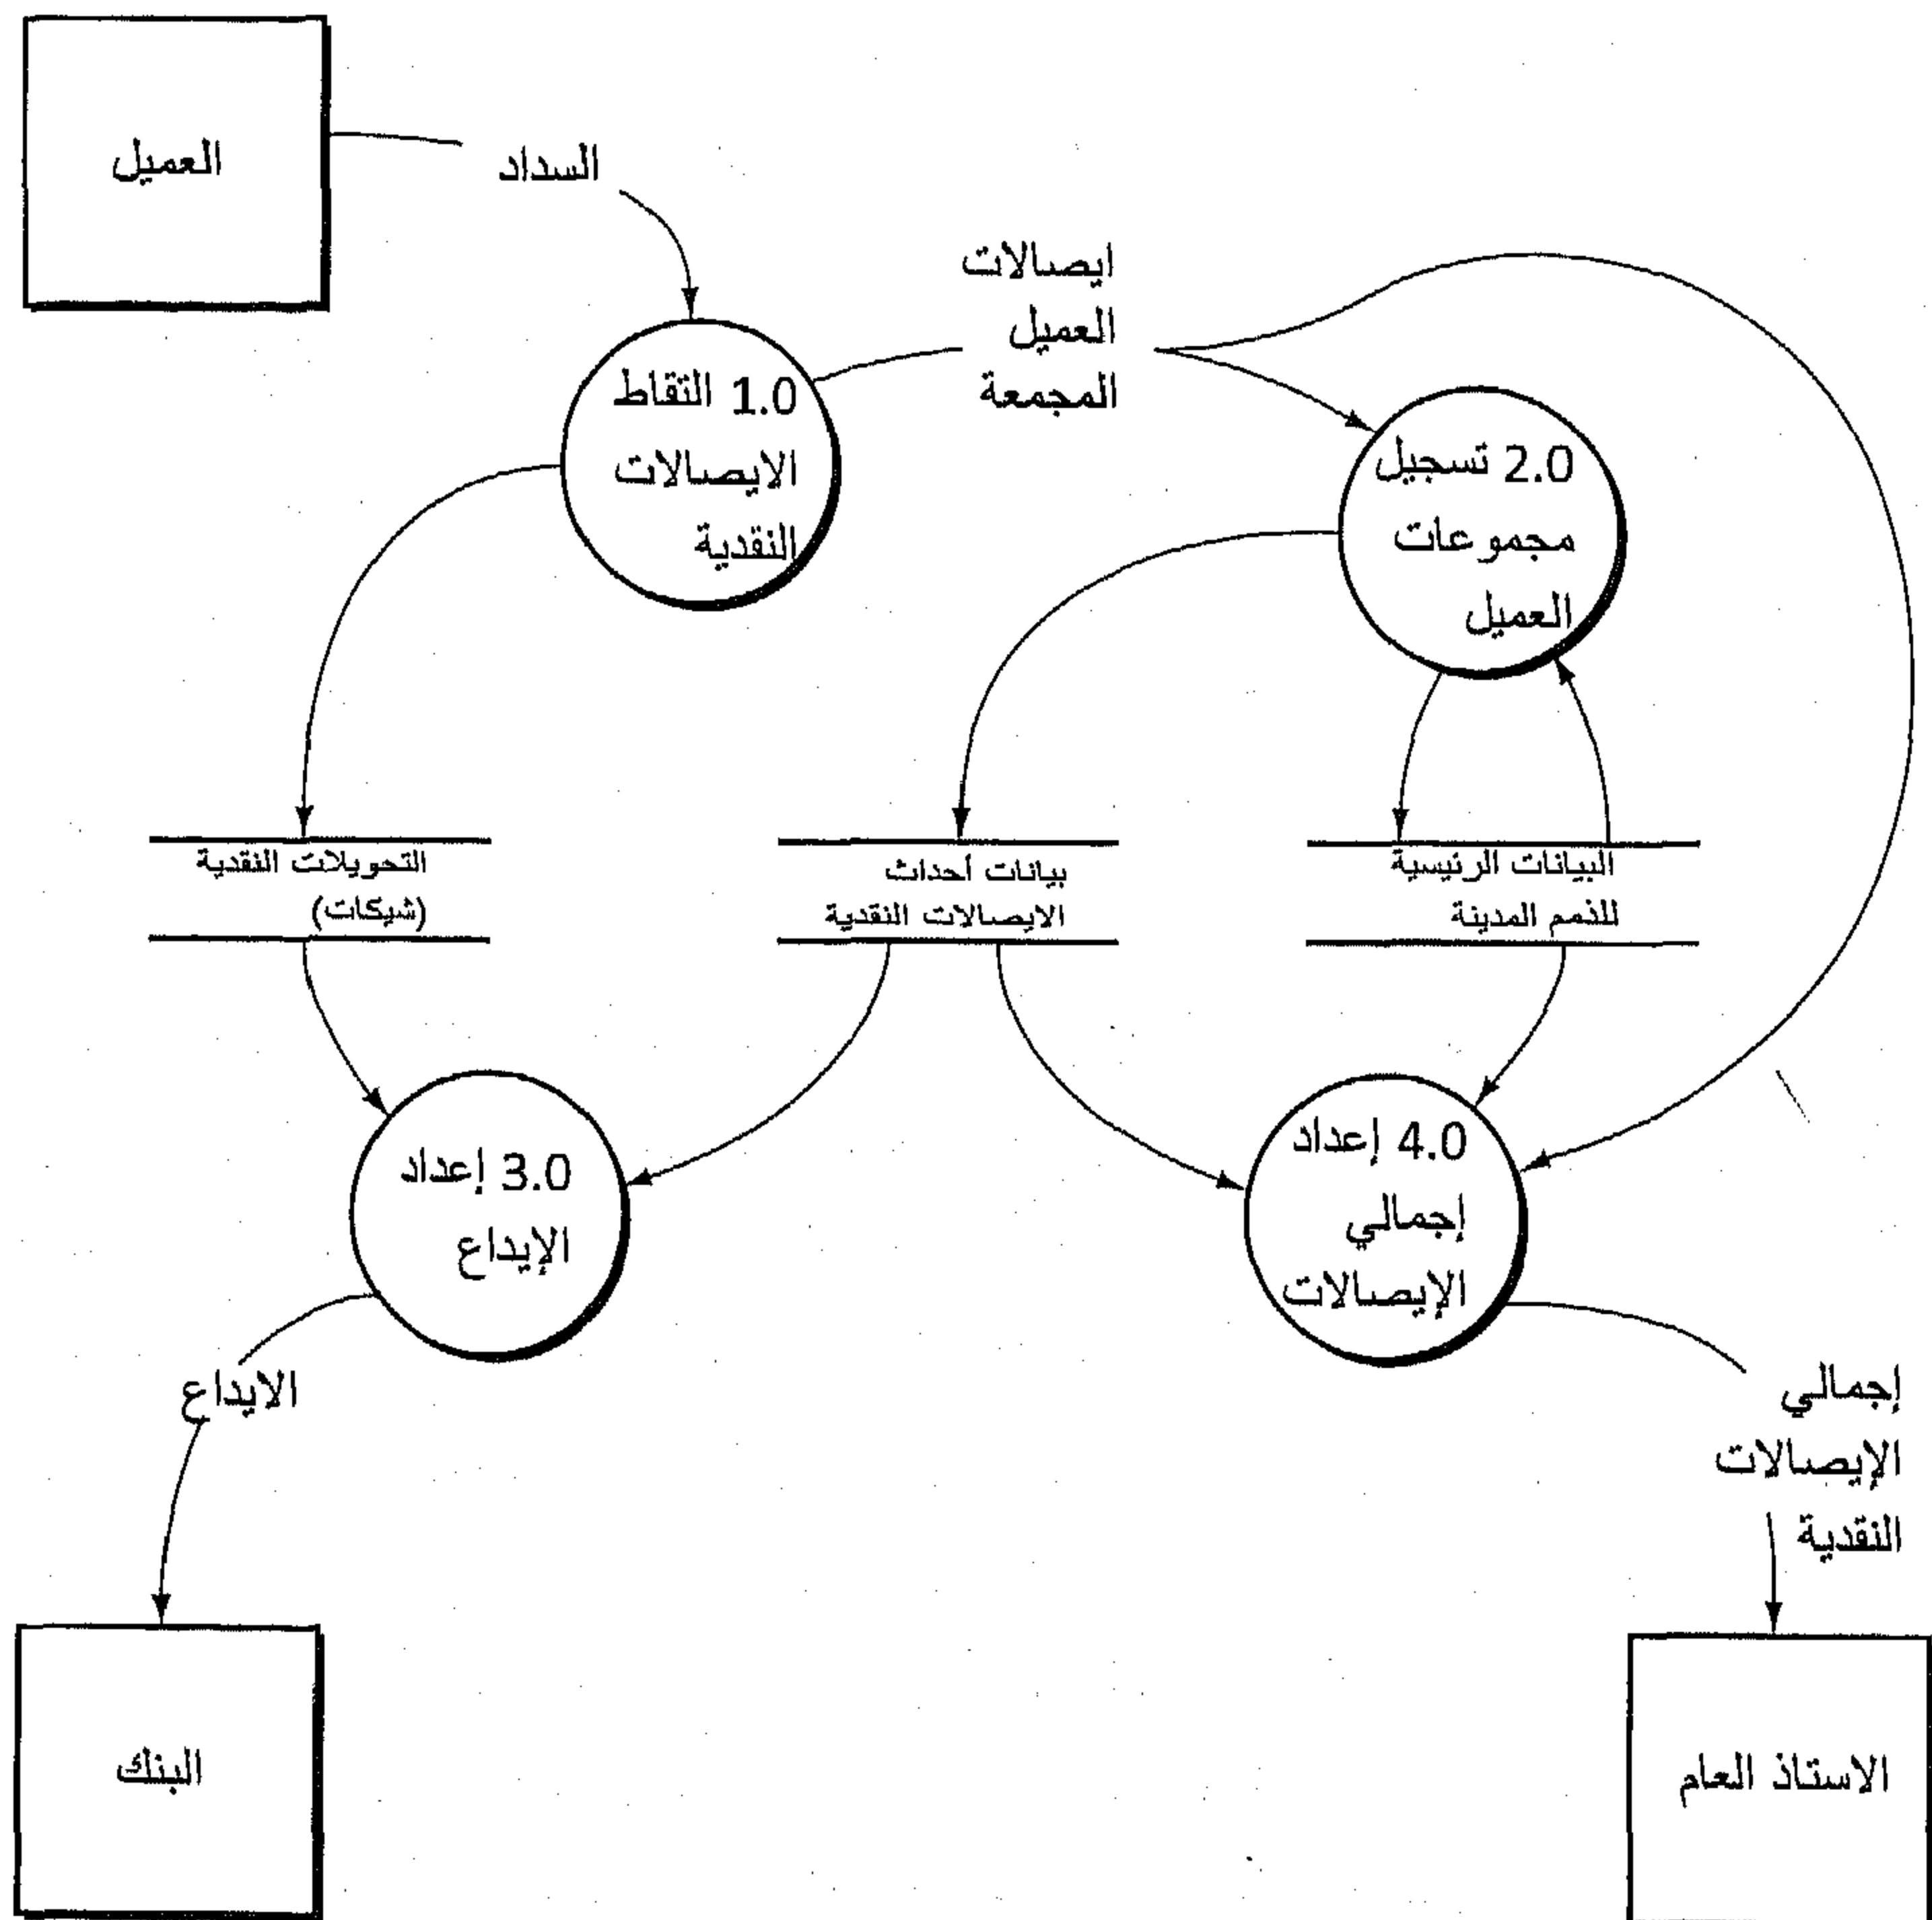 العميل
السداد
ايصالات
العميل
المجمعة
1.0 التقاط
الايصالات
النقدية
2.0 تسجيل
مجموعات
العميل
التحويلات النقدية
(شيكات)
بيانات أحداث
الايصالات النقدية
البيانات الرئيسية
للذمم المدينة
3.0 إعداد
الإيداع
4.0 إعداد
إجمالي
الإيصالات
الايداع
إجمالي
الإيصالات
النقدية
البنك
الاستاذ العام